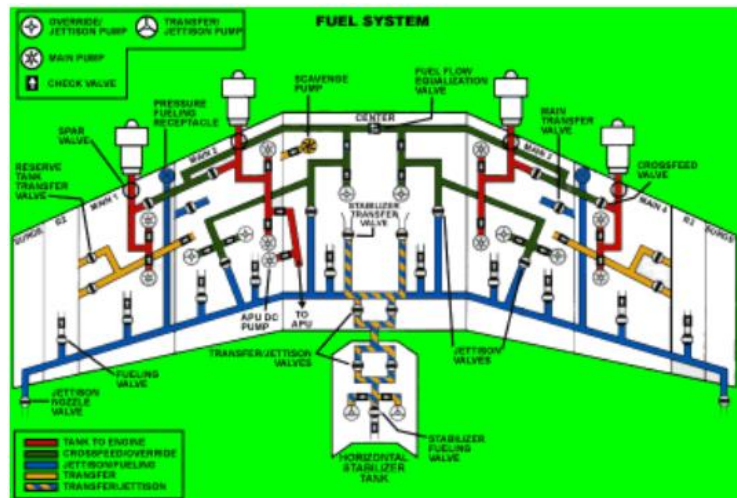 FUEL SYSTEM
OVERRIDE/
JETTISON PUMP
TRANSFER/
JETTISON PUMP
MAIN PUMP
CHECK VALVE
SCAVENGE
PUMP
FUEL FLOW
EQUALIZATION
VALVE
PRESSURE
FUELING
RECEPTACLE
CENTER
MAIN
TRANSFER
VALVE
SPAR
VALVE
MAIN 2
MAIN 3
CROSSFEED
VALVE
RESERVE
TANK
TRANSFER
VALVE
MAIN 1
MAIN 4
STABILIZER
TRANSFER
VALVE
SURGE
R2
R3
SURGE
APU DC
PUMP
TO
APU
TRANSFER/JETTISON
VALVES
JETTISON
VALVES
FUELING
VALVE
JETTISON
NOZZLE
VALVE
HORIZONTAL
STABILIZER
TANK
STABILIZER
FUELING
VALVE
TANK TO ENGINE
CROSSFEED/OVERRIDE
JETTISON/FUELING
TRANSFER
TRANSFER/JETTISON